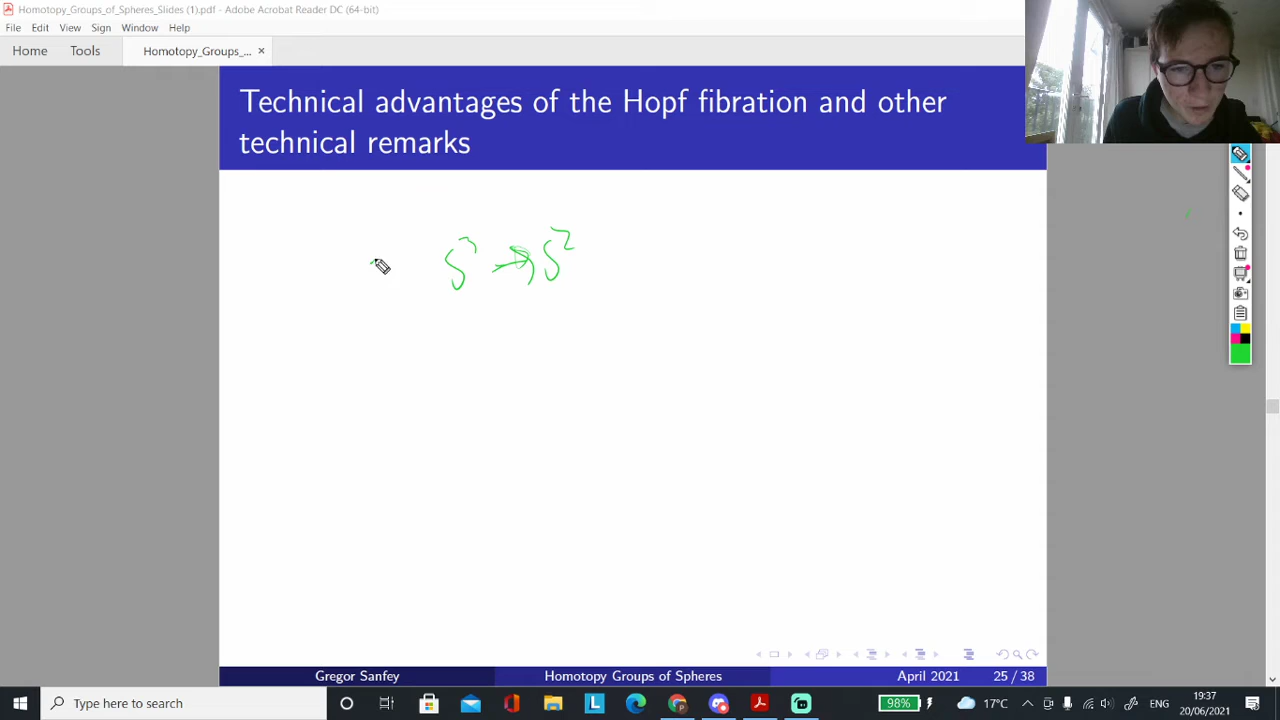 Homotopy_Groups_of_Spheres_Slides (1).pdf - Adobe Acrobat Reader DC (64-bit)
File Edit View Sign Window Help
Home Tools Homotopy_Groups_... ×
Technical advantages of the Hopf fibration and other
technical remarks
S³ → S²
Gregor Sanfey Homotopy Groups of Spheres April 2021 25 / 38
Type here to search 98% 17°C ENG 19:37
20/06/2021